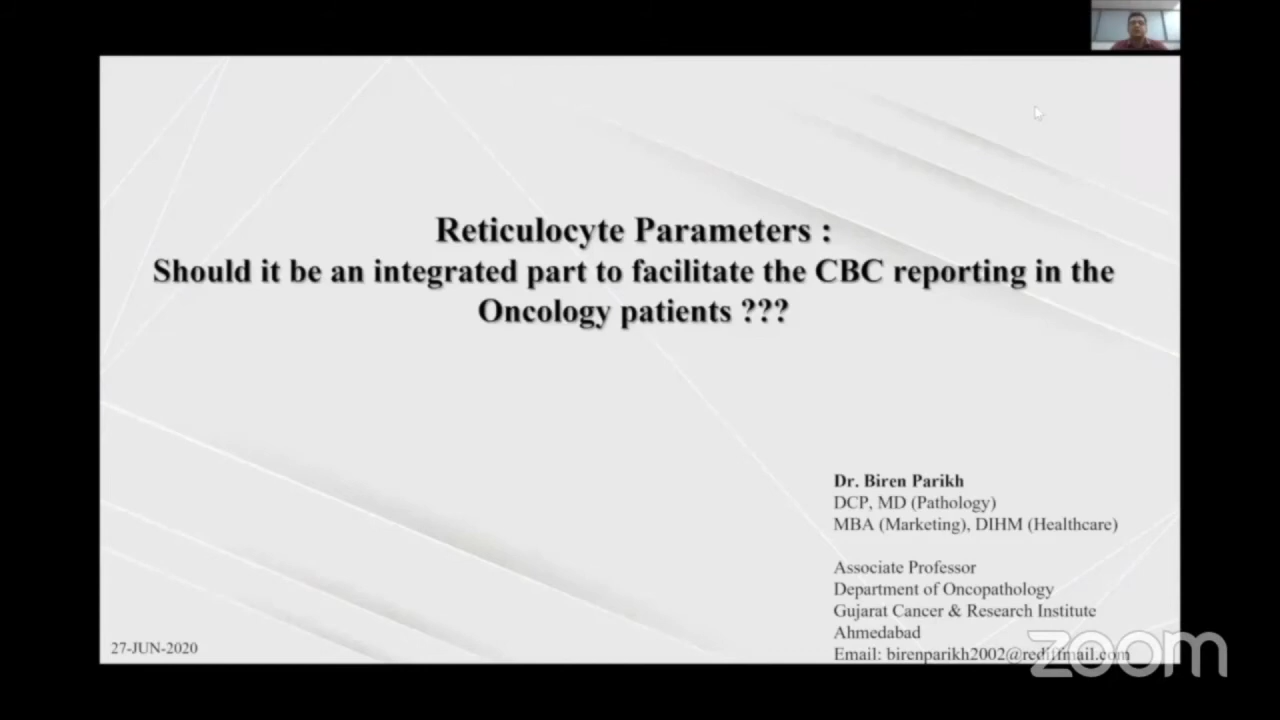 Reticulocyte Parameters :
Should it be an integrated part to facilitate the CBC reporting in the
Oncology patients ???
Dr. Biren Parikh
DCP, MD (Pathology)
MBA (Marketing), DIHM (Healthcare)
Associate Professor
Department of Oncopathology
Gujarat Cancer & Research Institute
Ahmedabad
Email: birenparikh2002@rediffmail.com
27-JUN-2020
zoom